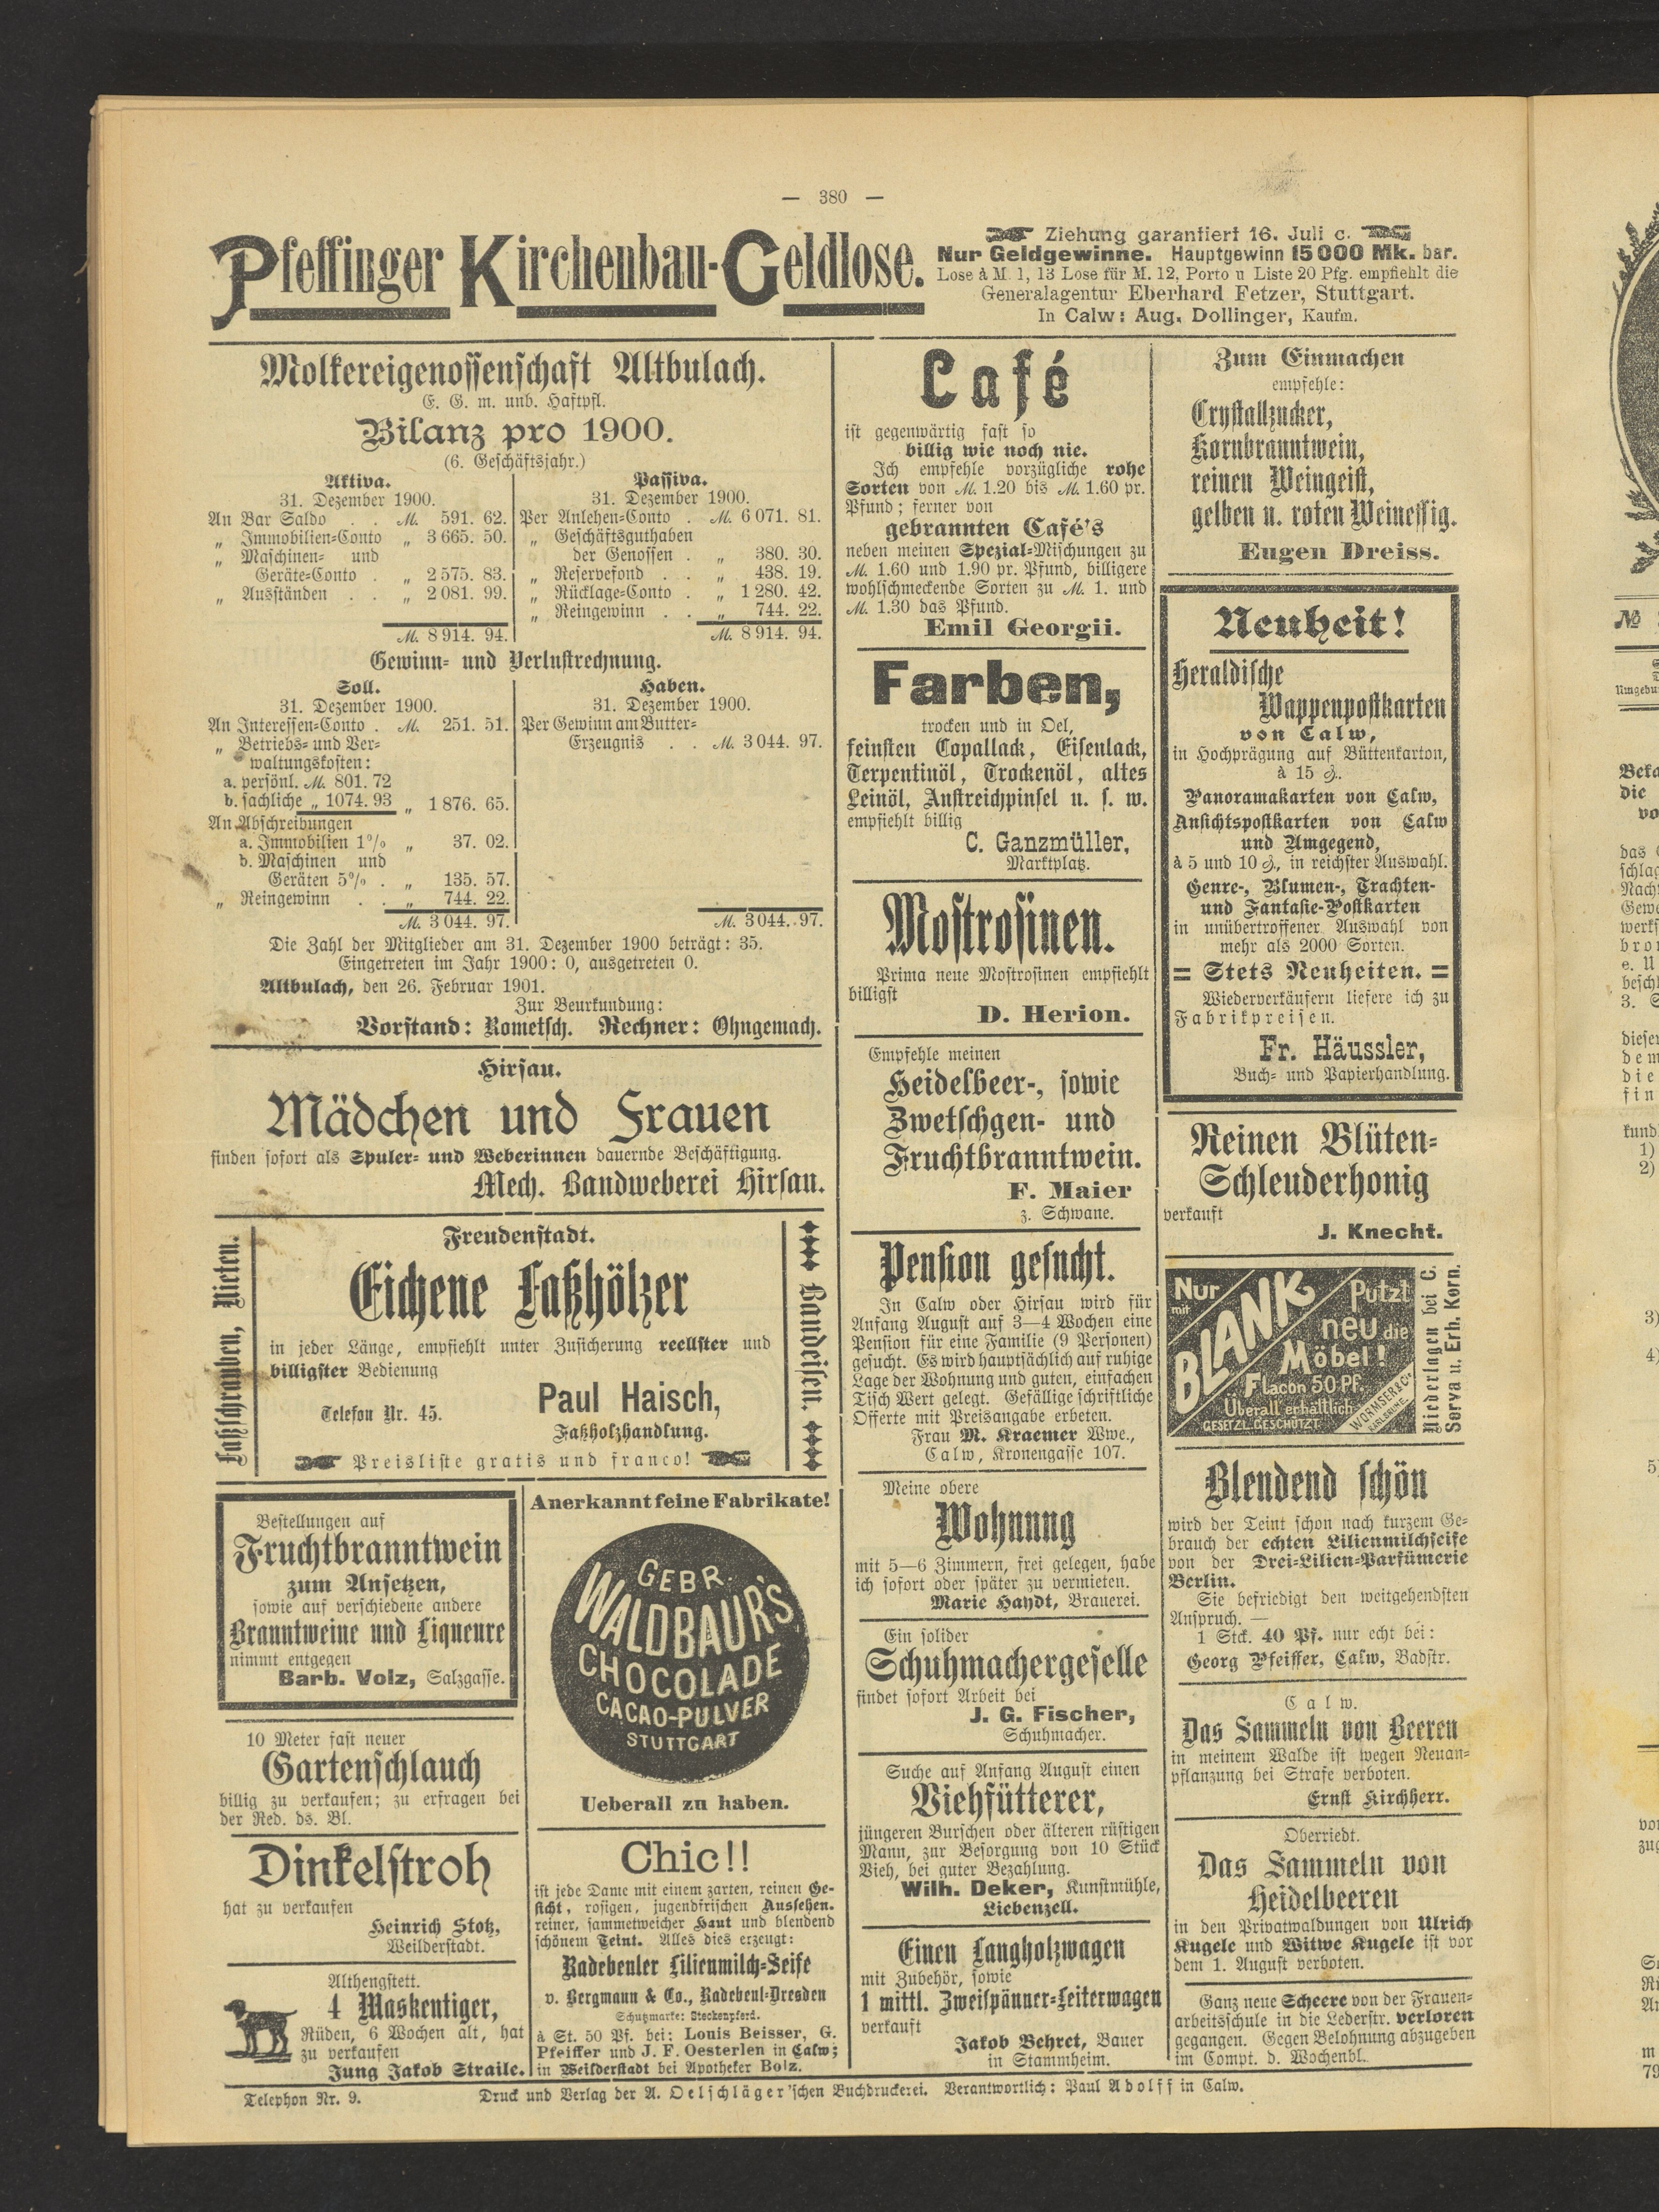 — 380 —
Pfeffinger Kirchenbau-Geldlose.
Ziehung garantiert 16. Juli c.
Nur Geldgewinne. Hauptgewinn 15000 Mk. bar.
Lose à M. 1, 13 Lose für M. 12, Porto u Liste 20 Pfg. empfiehlt die
Generalagentur Eberhard Fetzer, Stuttgart.
In Calw: Aug. Dollinger, Kaufm.
Molkereigenossenschaft Altbulach.
E. G. m. unb. Haftpfl.
Bilanz pro 1900.
(6. Geschäftsjahr.)
Aktiva.
31. Dezember 1900.
An Bar Saldo . . M. 591. 62.
„ Immobilien-Conto „ 3 665. 50.
„ Maschinen- und
Geräte-Conto . „ 2 575. 83.
„ Ausständen . . „ 2 081. 99.
M. 8 914. 94.
Passiva.
31. Dezember 1900.
Per Anlehen-Conto . M. 6 071. 81.
„ Geschäftsguthaben
der Genossen . „ 380. 30.
„ Reservefond . . „ 438. 19.
„ Rücklage-Conto . „ 1 280. 42.
„ Reingewinn . . „ 744. 22.
M. 8 914. 94.
Gewinn- und Verlustrechnung.
Soll.
31. Dezember 1900.
An Interessen-Conto . M. 251. 51.
„ Betriebs- und Ver-
waltungskosten:
a. persönl. M. 801. 72
b. sachliche „ 1074. 93 „ 1 876. 65.
An Abschreibungen
a. Immobilien 1% „ 37. 02.
b. Maschinen und
Geräten 5% . „ 135. 57.
„ Reingewinn . . „ 744. 22.
M. 3 044. 97.
Haben.
31. Dezember 1900.
Per Gewinn am Butter-
Erzeugnis . . M. 3 044. 97.
M. 3 044. 97.
Die Zahl der Mitglieder am 31. Dezember 1900 beträgt: 35.
Eingetreten im Jahr 1900: 0, ausgetreten 0.
Altbulach, den 26. Februar 1901.
Zur Beurkundung:
Vorstand: Rometsch. Rechner: Ohngemach.
Hirsau.
Mädchen und Frauen
finden sofort als Spuler- und Weberinnen dauernde Beschäftigung.
Mech. Bandweberei Hirsau.
Faßschrauben, Nieten.
Freudenstadt.
Eichene Faßhölzer
in jeder Länge, empfiehlt unter Zusicherung reellster und
billigster Bedienung
Telefon Nr. 45.
Paul Haisch,
Faßholzhandlung.
Preisliste gratis und franco!
Bandeisen.
Bestellungen auf
Fruchtbranntwein
zum Ansetzen,
sowie auf verschiedene andere
Branntweine und Liqueure
nimmt entgegen
Barb. Volz, Salzgasse.
10 Meter fast neuer
Gartenschlauch
billig zu verkaufen; zu erfragen bei
der Red. ds. Bl.
Dinkelstroh
hat zu verkaufen
Heinrich Stotz,
Weilderstadt.
Althengstett.
4 Maskentiger,
Rüden, 6 Wochen alt, hat
zu verkaufen
Jung Jakob Straile.
Anerkannt feine Fabrikate!
GEBR.
WALDBAUR'S
CHOCOLADE
CACAO-PULVER
STUTTGART
Ueberall zu haben.
Chic!!
ist jede Dame mit einem zarten, reinen Ge-
sicht, rosigen, jugendfrischen Aussehen.
reiner, sammetweicher Haut und blendend
schönem Teint. Alles dies erzeugt:
Radebeuler Lilienmilch-Seife
v. Bergmann & Co., Radebeul-Dresden
Schutzmarke: Steckenpferd.
à St. 50 Pf. bei: Louis Beisser, G.
Pfeiffer und J. F. Oesterlen in Calw;
in Weilderstadt bei Apotheker Bolz.
Café
ist gegenwärtig fast so
billig wie noch nie.
Ich empfehle vorzügliche rohe
Sorten von M. 1.20 bis M. 1.60 pr.
Pfund; ferner von
gebrannten Café's
neben meinen Spezial-Mischungen zu
M. 1.60 und 1.90 pr. Pfund, billigere
wohlschmeckende Sorten zu M. 1. und
M. 1.30 das Pfund.
Emil Georgii.
Farben,
trocken und in Oel,
feinsten Copallack, Eisenlack,
Terpentinöl, Trockenöl, altes
Leinöl, Anstreichpinsel u. s. w.
empfiehlt billig
C. Ganzmüller,
Marktplatz.
Mostrosinen.
Prima neue Mostrosinen empfiehlt
billigst
D. Herion.
Empfehle meinen
Heidelbeer-, sowie
Zwetschgen- und
Fruchtbranntwein.
F. Maier
z. Schwane.
Pension gesucht.
In Calw oder Hirsau wird für
Anfang August auf 3—4 Wochen eine
Pension für eine Familie (9 Personen)
gesucht. Es wird hauptsächlich auf ruhige
Lage der Wohnung und guten, einfachen
Tisch Wert gelegt. Gefällige schriftliche
Offerte mit Preisangabe erbeten.
Frau M. Kraemer Wwe.,
Calw, Kronengasse 107.
Meine obere
Wohnung
mit 5—6 Zimmern, frei gelegen, habe
ich sofort oder später zu vermieten.
Marie Haydt, Brauerei.
Ein solider
Schuhmachergeselle
findet sofort Arbeit bei
J. G. Fischer,
Schuhmacher.
Suche auf Anfang August einen
Viehfütterer,
jüngeren Burschen oder älteren rüstigen
Mann, zur Besorgung von 10 Stück
Vieh, bei guter Bezahlung.
Wilh. Deker, Kunstmühle,
Liebenzell.
Einen Langholzwagen
mit Zubehör, sowie
1 mittl. Zweispänner-Leiterwagen
verkauft
Jakob Behret, Bauer
in Stammheim.
Zum Einmachen
empfehle:
Crystallzucker,
Kornbranntwein,
reinen Weingeist,
gelben u. roten Weinessig.
Eugen Dreiss.
Neuheit!
Heraldische
Wappenpostkarten
von Calw,
in Hochprägung auf Büttenkarton,
à 15 ₰.
Panoramakarten von Calw,
Ansichtspostkarten von Calw
und Umgegend,
à 5 und 10 ₰, in reichster Auswahl.
Genre-, Blumen-, Trachten-
und Fantasie-Postkarten
in unübertroffener Auswahl von
mehr als 2000 Sorten.
= Stets Neuheiten. =
Wiederverkäufern liefere ich zu
Fabrikpreisen.
Fr. Häussler,
Buch- und Papierhandlung.
Reinen Blüten-
Schleuderhonig
verkauft
J. Knecht.
Nur
mit
BLANK
Putzt
neu die
Möbel!
Flacon 50 Pf.
Überall erhältlich
GESETZL. GESCHÜTZT
WORMSER & Cie
KARLSRUHE.
Niederlagen bei C.
Serva u. Erh. Korn.
Blendend schön
wird der Teint schon nach kurzem Ge-
brauch der echten Lilienmilchseife
von der Drei-Lilien-Parfümerie
Berlin.
Sie befriedigt den weitgehendsten
Anspruch. —
1 Stck. 40 Pf. nur echt bei:
Georg Pfeiffer, Calw, Badstr.
Calw.
Das Sammeln von Beeren
in meinem Walde ist wegen Neuan-
pflanzung bei Strafe verboten.
Ernst Kirchherr.
Oberriedt.
Das Sammeln von
Heidelbeeren
in den Privatwaldungen von Ulrich
Kugele und Witwe Kugele ist vor
dem 1. August verboten.
Ganz neue Scheere von der Frauen-
arbeitsschule in die Lederstr. verloren
gegangen. Gegen Belohnung abzugeben
im Compt. d. Wochenbl.
Telephon Nr. 9.
Druck und Verlag der A. Oelschläger'schen Buchdruckerei. Verantwortlich: Paul Adolff in Calw.